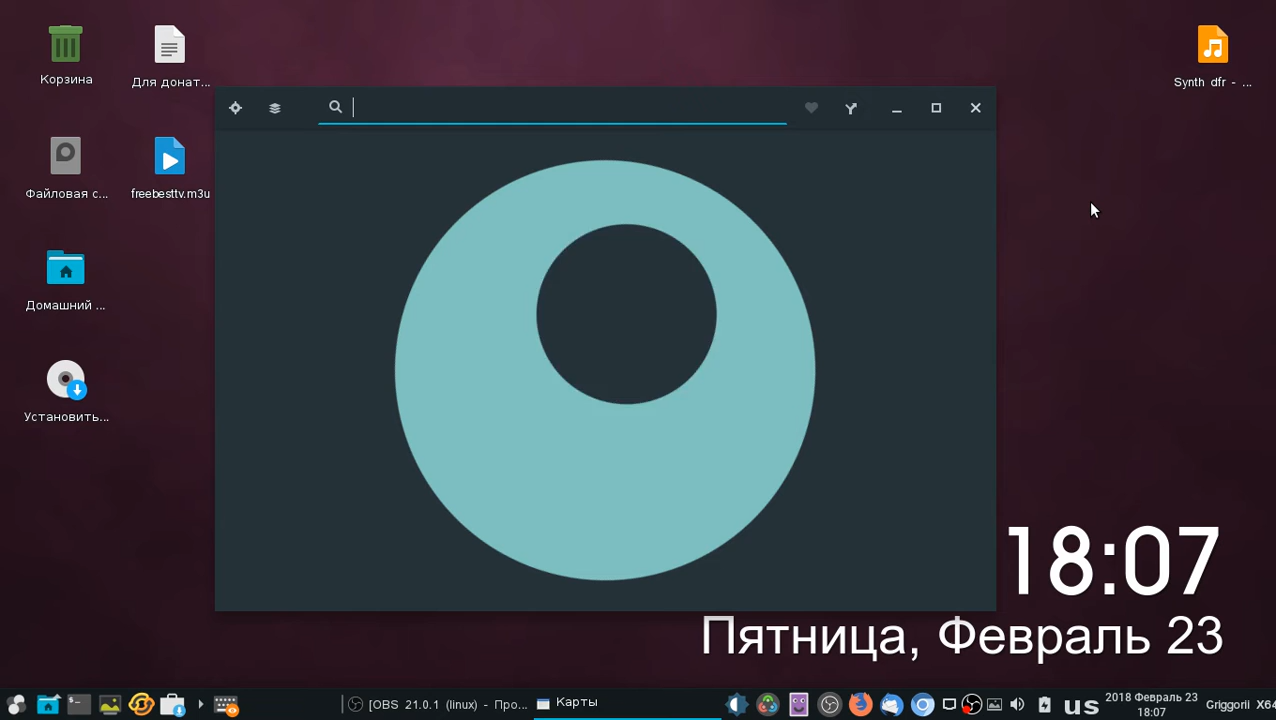 Корзина
Для донат...
Synth dfr - ...
Файловая с...
freebesttv.m3u
Домашний ...
Установить...
18:07
Пятница, Февраль 23
[OBS 21.0.1 (linux) - Про...
Карты
us
2018 Февраль 23
18:07
Griggorii X64